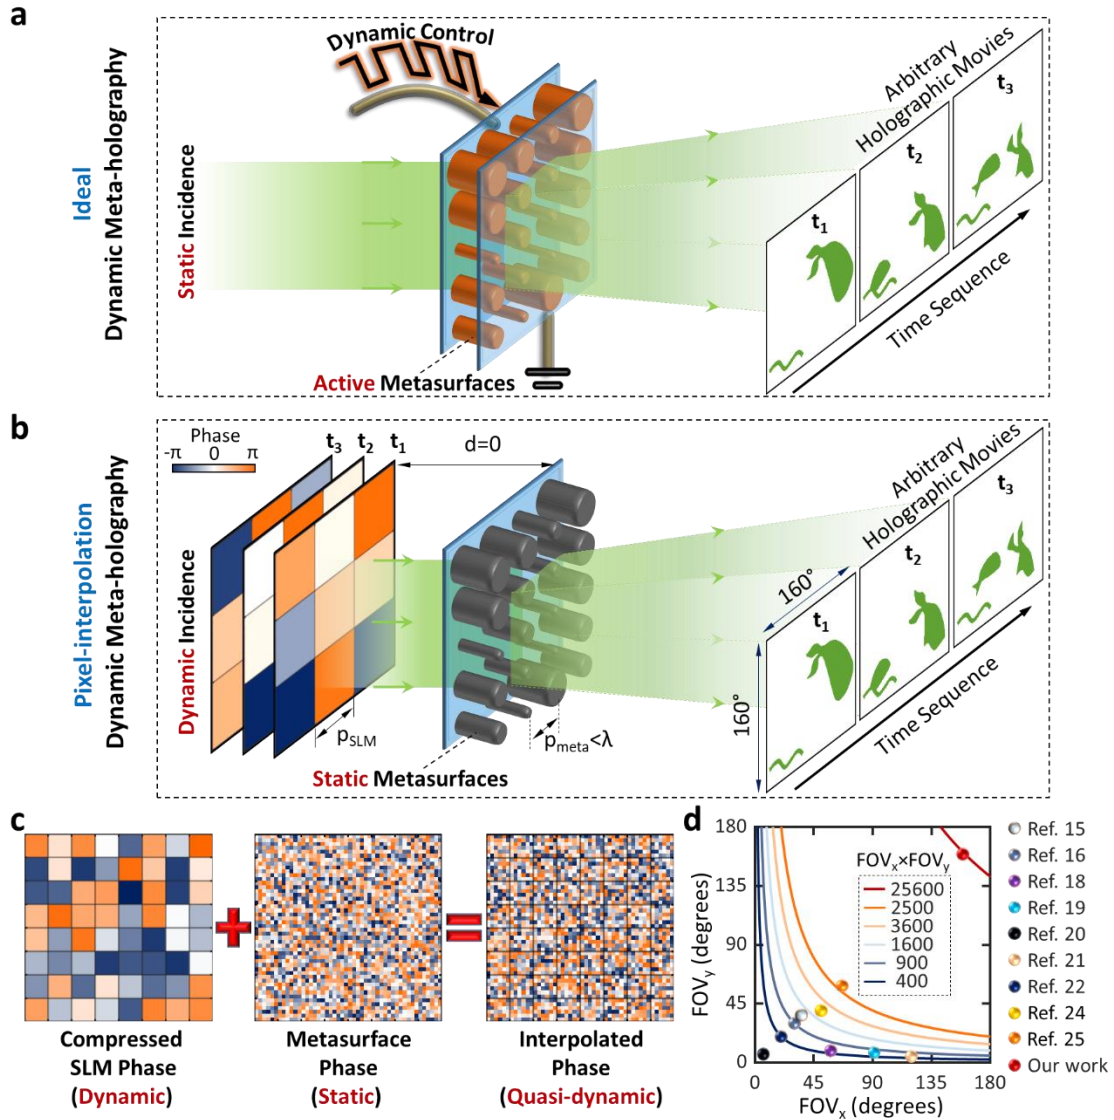 a
Ideal
Dynamic Meta-holography
Static Incidence
Dynamic Control
Active Metasurfaces
Arbitrary
Holographic Movies
t1
t2
t3
Time Sequence
b
Pixel-interpolation
Dynamic Meta-holography
Phase
-π 0 π
t3 t2 t1
d=0
Dynamic Incidence
pSLM
pmeta<λ
Static Metasurfaces
Arbitrary
Holographic Movies
160°
160°
t1
t2
t3
Time Sequence
c
Compressed
SLM Phase
(Dynamic)
Metasurface
Phase
(Static)
Interpolated
Phase
(Quasi-dynamic)
d
FOVy (degrees)
180
135
90
45
0
0 45 90 135 180
FOVx (degrees)
FOVx×FOVy
25600
2500
3600
1600
900
400
Ref. 15
Ref. 16
Ref. 18
Ref. 19
Ref. 20
Ref. 21
Ref. 22
Ref. 24
Ref. 25
Our work